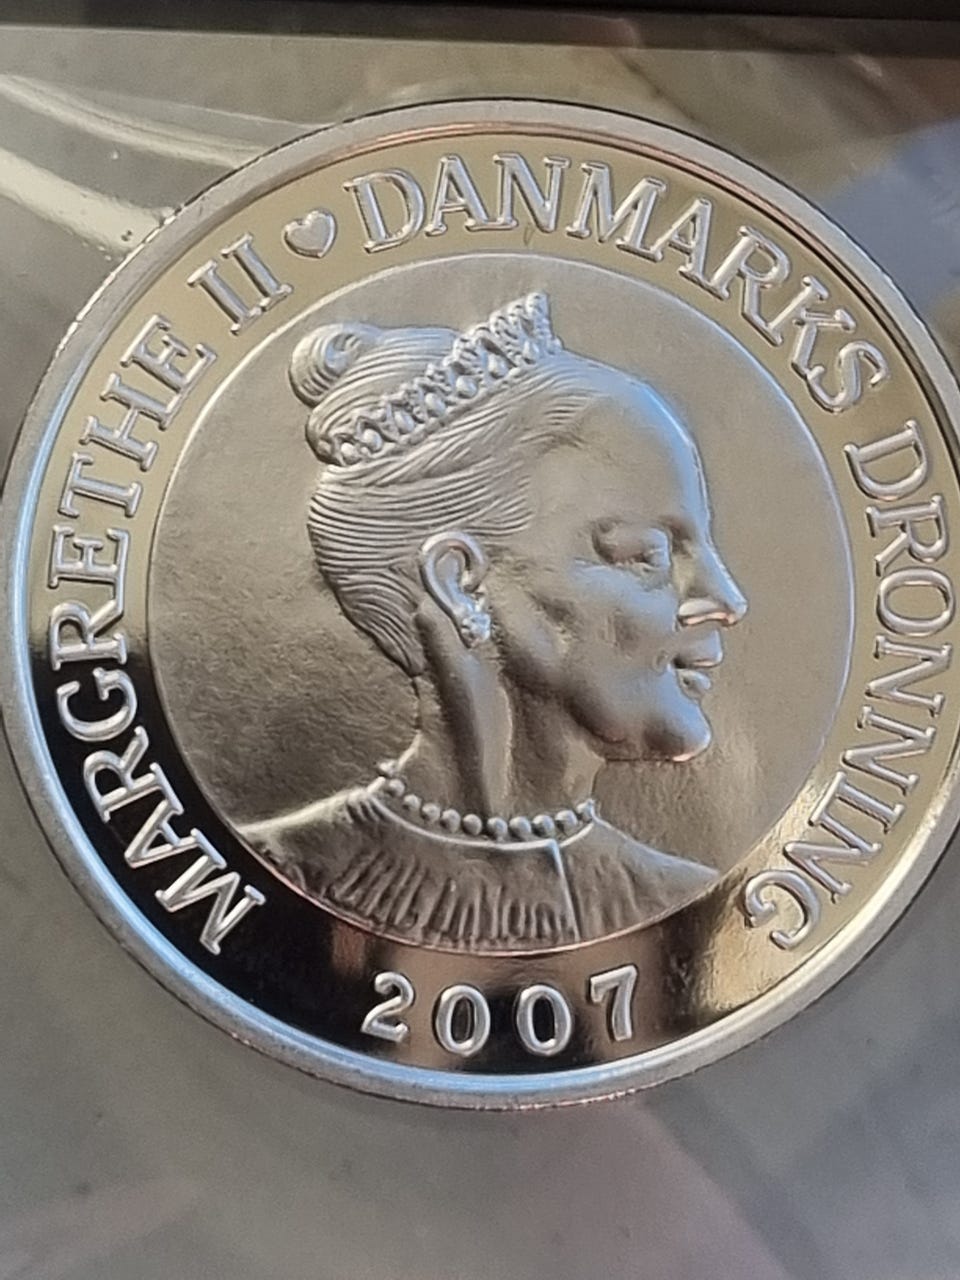 MARGRETHE II ♥ DANMARKS DRONNING
2007